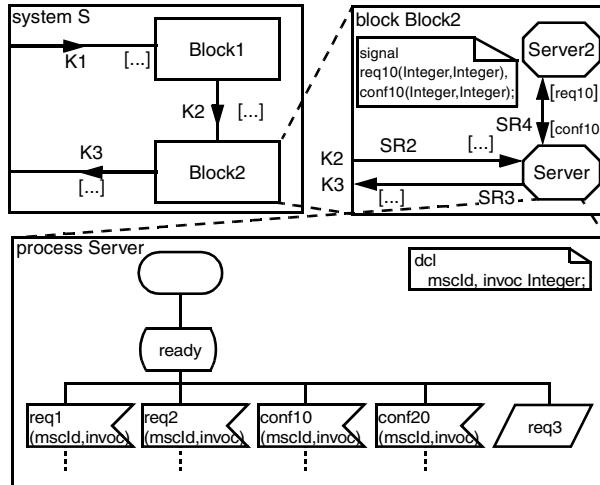 system S
Block1
K1
[...]
K2
[...]
K3
[...]
Block2
block Block2
signal
req10(Integer,Integer),
conf10(Integer,Integer);
Server2
[req10]
SR4
[conf10
K2
SR2
[...]
Server
K3
[...]
SR3
process Server
dcl
mscId, invoc Integer;
ready
req1
(mscId,invoc)
req2
(mscId,invoc)
conf10
(mscId,invoc)
conf20
(mscId,invoc)
req3